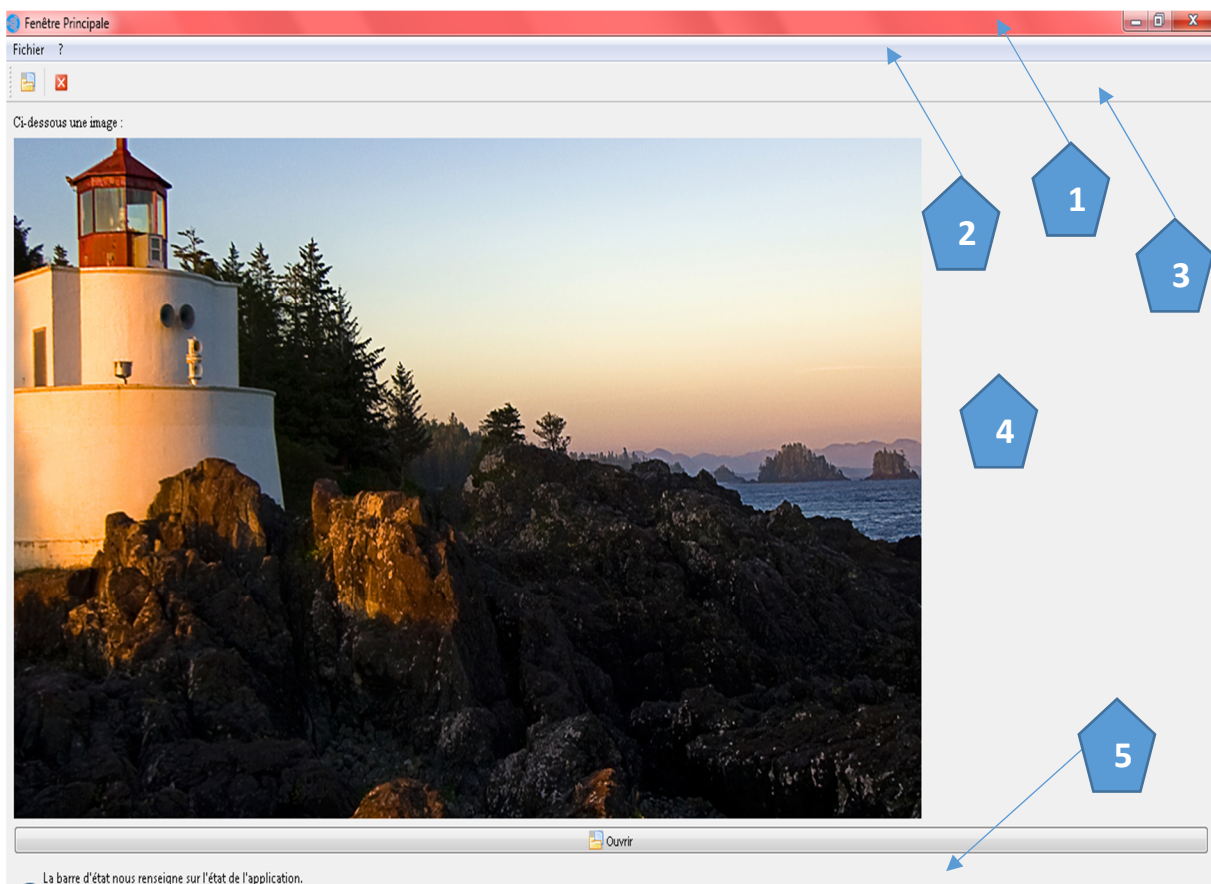 Fenêtre Principale
Fichier ?
Ci-dessous une image :
1
2
3
4
5
Ouvrir
La barre d'état nous renseigne sur l'état de l'application.